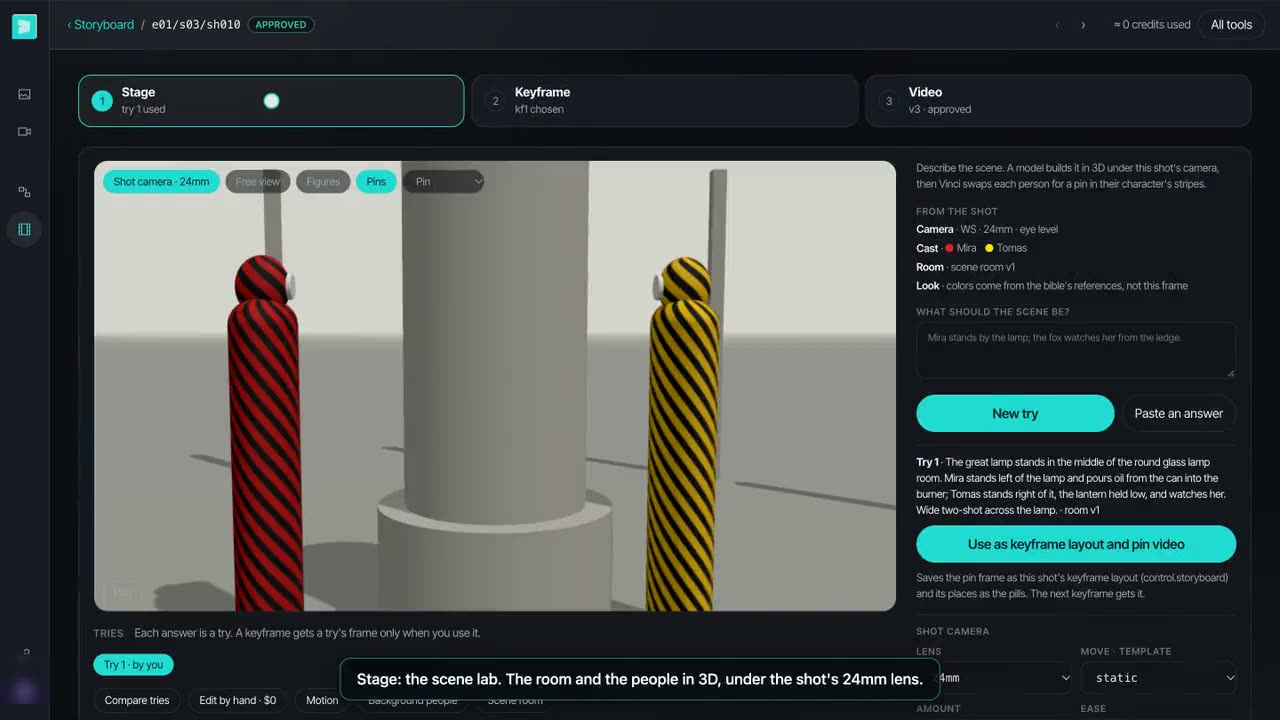 ‹ Storyboard / e01/s03/sh010 APPROVED
‹ › ≈ 0 credits used All tools
1 Stage
try 1 used
2 Keyframe
kf1 chosen
3 Video
v3 · approved
Shot camera · 24mm Free view Figures Pins Pin
Describe the scene. A model builds it in 3D under this shot's camera,
then Vinci swaps each person for a pin in their character's stripes.
FROM THE SHOT
Camera · WS · 24mm · eye level
Cast · Mira Tomas
Room · scene room v1
Look · colors come from the bible's references, not this frame
WHAT SHOULD THE SCENE BE?
Mira stands by the lamp; the fox watches her from the ledge.
New try Paste an answer
Try 1 · The great lamp stands in the middle of the round glass lamp
room. Mira stands left of the lamp and pours oil from the can into the
burner; Tomas stands right of it, the lantern held low, and watches her.
Wide two-shot across the lamp. · room v1
Use as keyframe layout and pin video
Saves the pin frame as this shot's keyframe layout (control.storyboard)
and its places as the pills. The next keyframe gets it.
TRIES Each answer is a try. A keyframe gets a try's frame only when you use it.
Try 1 · by you
Compare tries Edit by hand · $0 Motion Background people Scene room
Stage: the scene lab. The room and the people in 3D, under the shot's 24mm lens.
SHOT CAMERA
LENS MOVE · TEMPLATE
24mm static
AMOUNT EASE